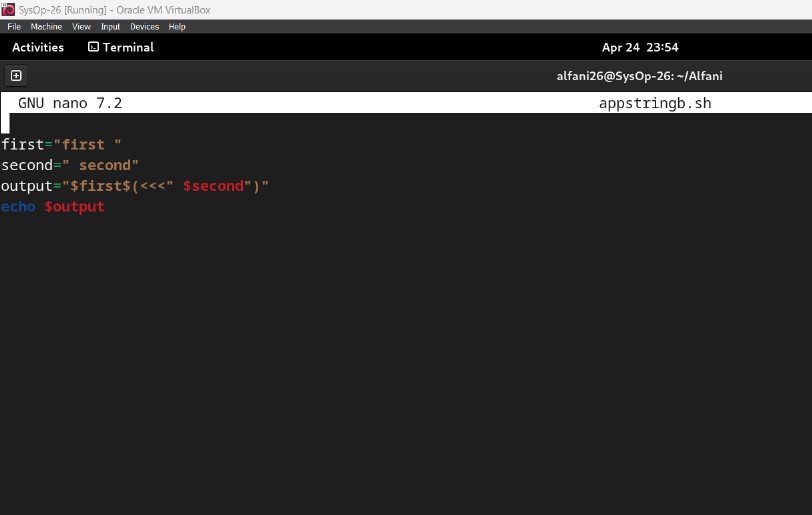 SysOp-26 [Running] - Oracle VM VirtualBox
File Machine View Input Devices Help
Activities Terminal Apr 24 23:54
alfani26@SysOp-26: ~/Alfani
GNU nano 7.2 appstringb.sh
first="first "
second=" second"
output="$first$(<<<" $second")"
echo $output